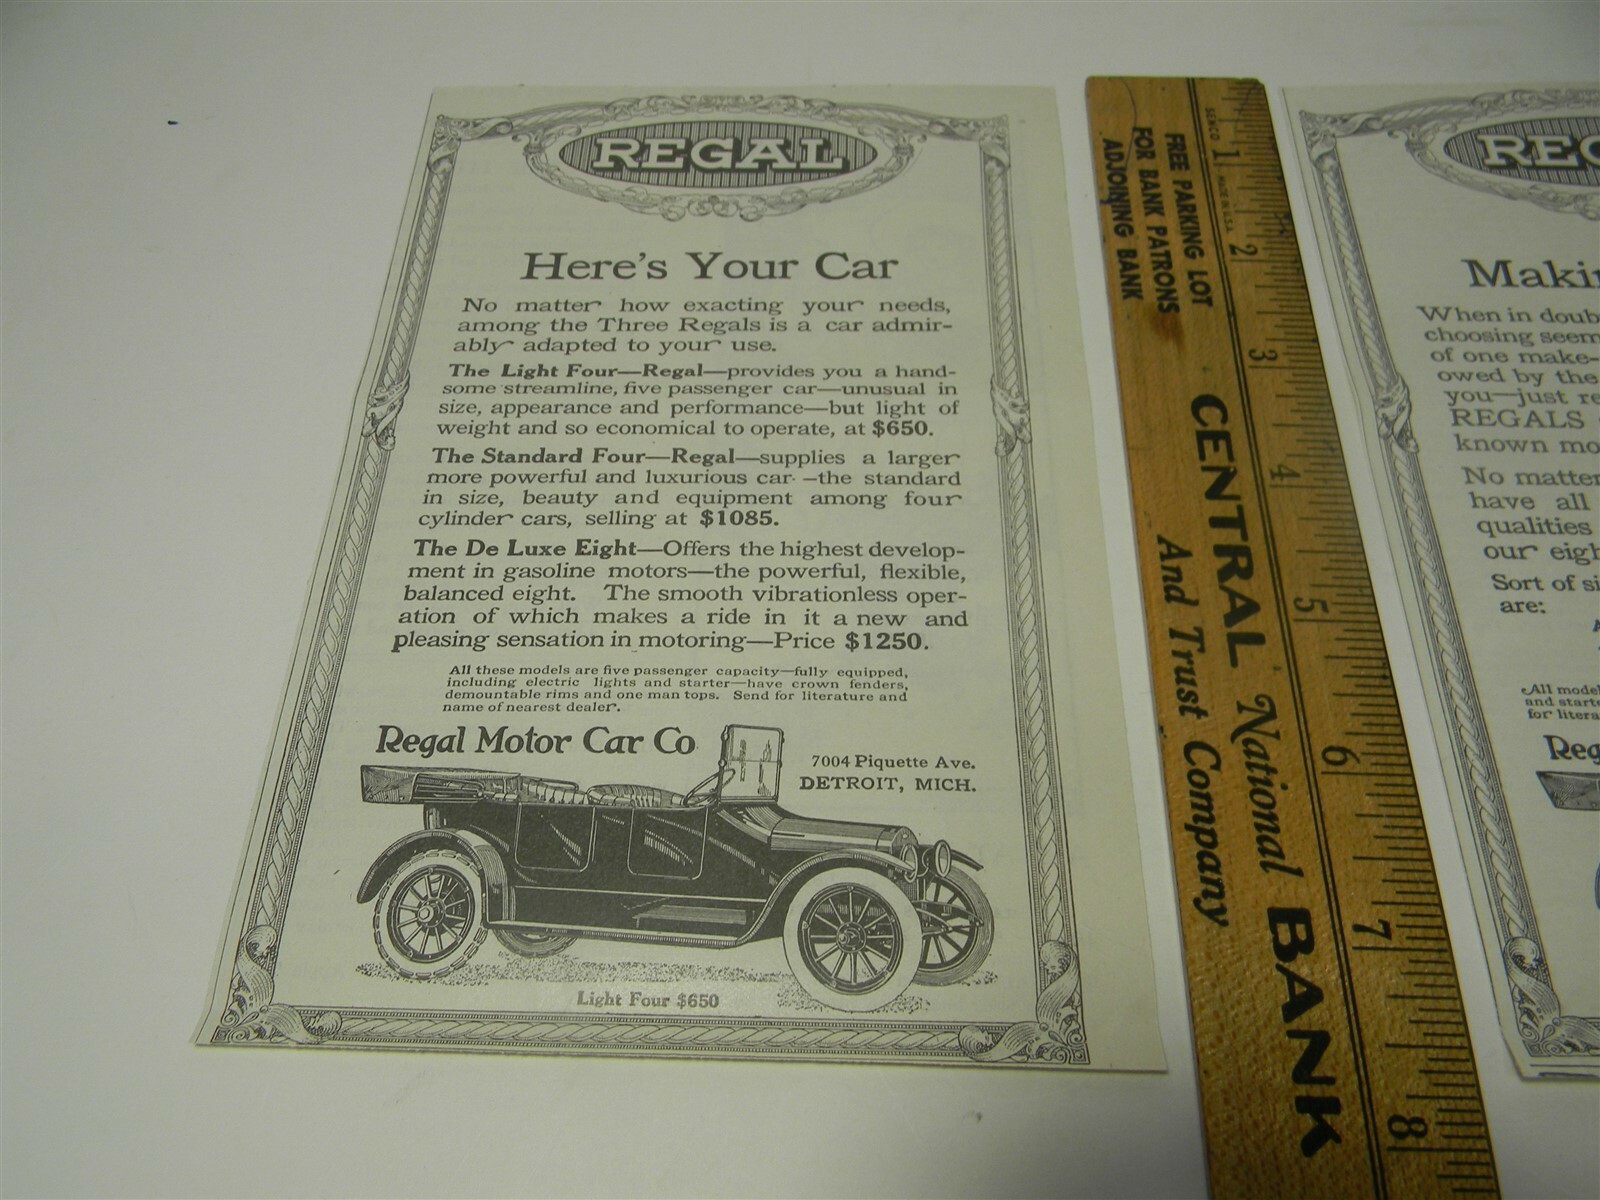 REGAL
Here's Your Car
No matter how exacting your needs,
among the Three Regals is a car admir-
ably adapted to your use.
The Light Four—Regal—provides you a hand-
some streamline, five passenger car—unusual in
size, appearance and performance—but light of
weight and so economical to operate, at $650.
The Standard Four—Regal—supplies a larger
more powerful and luxurious car—the standard
in size, beauty and equipment among four
cylinder cars, selling at $1085.
The De Luxe Eight—Offers the highest develop-
ment in gasoline motors—the powerful, flexible,
balanced eight. The smooth vibrationless oper-
ation of which makes a ride in it a new and
pleasing sensation in motoring—Price $1250.
All these models are five passenger capacity—fully equipped,
including electric lights and starter—have crown fenders,
demountable rims and one man tops. Send for literature and
name of nearest dealer.
Regal Motor Car Co
7004 Piquette Ave.
DETROIT, MICH.
Light Four $650
FREE PARKING LOT
FOR BANK PATRONS
ADJOINING BANK
CENTRAL National BANK
And Trust Company
SENCO MADE IN U.S.A.
1
2
3
4
5
6
7
8
REG
Makin
When in doub
choosing seem
of one make-
owed by the
you—just re
REGALS
known mo
No matter
have all
qualities
our eigh
Sort of si
are:
All model
and starte
for litera
Reg